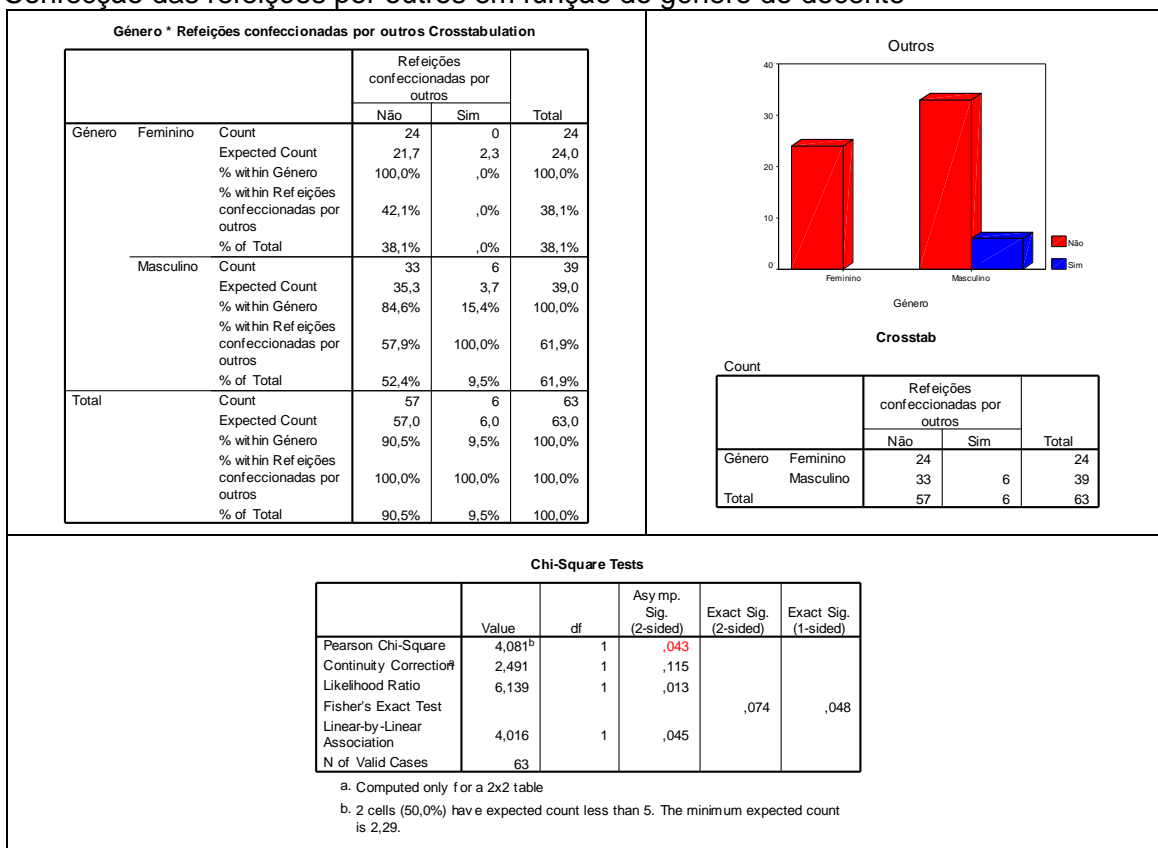 Confecção das refeições por outros em função do género do docente
Género * Refeições confeccionadas por outros Crosstabulation
Refeições
confeccionadas por
outros
Não Sim Total
Género Feminino Count 24 0 24
Expected Count 21,7 2,3 24,0
% within Género 100,0% ,0% 100,0%
% within Refeições
confeccionadas por
outros
42,1% ,0% 38,1%
% of Total 38,1% ,0% 38,1%
Masculino Count 33 6 39
Expected Count 35,3 3,7 39,0
% within Género 84,6% 15,4% 100,0%
% within Refeições
confeccionadas por
outros
57,9% 100,0% 61,9%
% of Total 52,4% 9,5% 61,9%
Total Count 57 6 63
Expected Count 57,0 6,0 63,0
% within Género 90,5% 9,5% 100,0%
% within Refeições
confeccionadas por
outros
100,0% 100,0% 100,0%
% of Total 90,5% 9,5% 100,0%
Outros
40
30
20
10
0
Feminino Masculino
Género
Não
Sim
Crosstab
Count
Refeições
confeccionadas por
outros
Não Sim Total
Género Feminino 24 24
Masculino 33 6 39
Total 57 6 63
Chi-Square Tests
Value df Asymp. Sig. (2-sided) Exact Sig. (2-sided) Exact Sig. (1-sided)
Pearson Chi-Square 4,081b 1 ,043
Continuity Correctiona 2,491 1 ,115
Likelihood Ratio 6,139 1 ,013
Fisher's Exact Test ,074 ,048
Linear-by-Linear
Association 4,016 1 ,045
N of Valid Cases 63
a. Computed only for a 2x2 table
b. 2 cells (50,0%) have expected count less than 5. The minimum expected count
is 2,29.